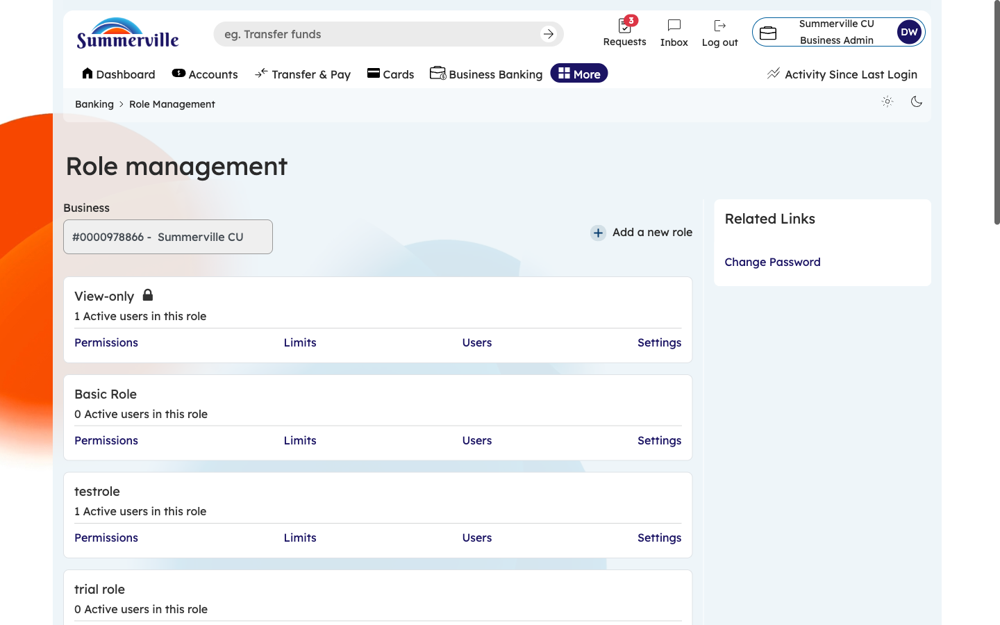 Summerville
eg. Transfer funds
3
Requests
Inbox
Log out
Summerville CU
Business Admin
DW
Dashboard
Accounts
Transfer & Pay
Cards
Business Banking
More
Activity Since Last Login
Banking > Role Management
Role management
Business
#0000978866 - Summerville CU
Add a new role
Related Links
Change Password
View-only
1 Active users in this role
Permissions Limits Users Settings
Basic Role
0 Active users in this role
Permissions Limits Users Settings
testrole
1 Active users in this role
Permissions Limits Users Settings
trial role
0 Active users in this role